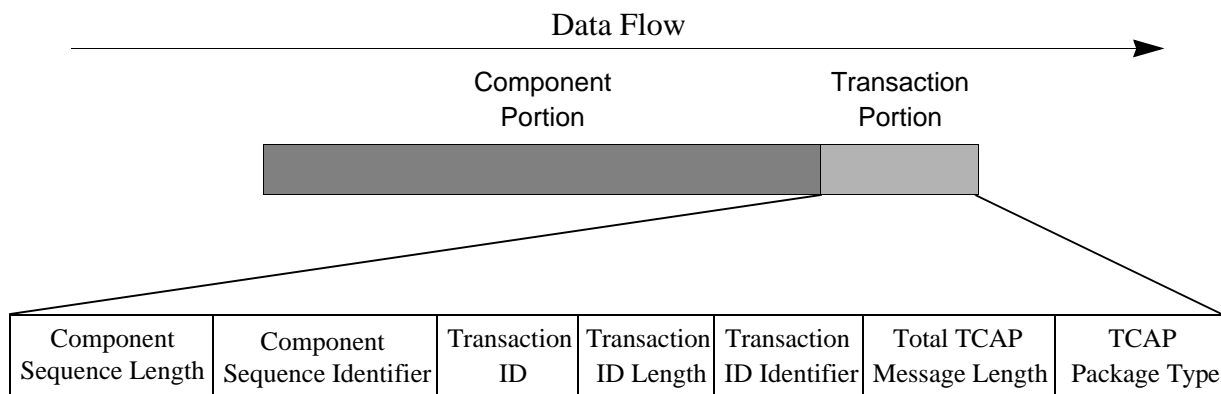 Data Flow
Component
Portion
Transaction
Portion
Component
Sequence Length
Component
Sequence Identifier
Transaction
ID
Transaction
ID Length
Transaction
ID Identifier
Total TCAP
Message Length
TCAP
Package Type